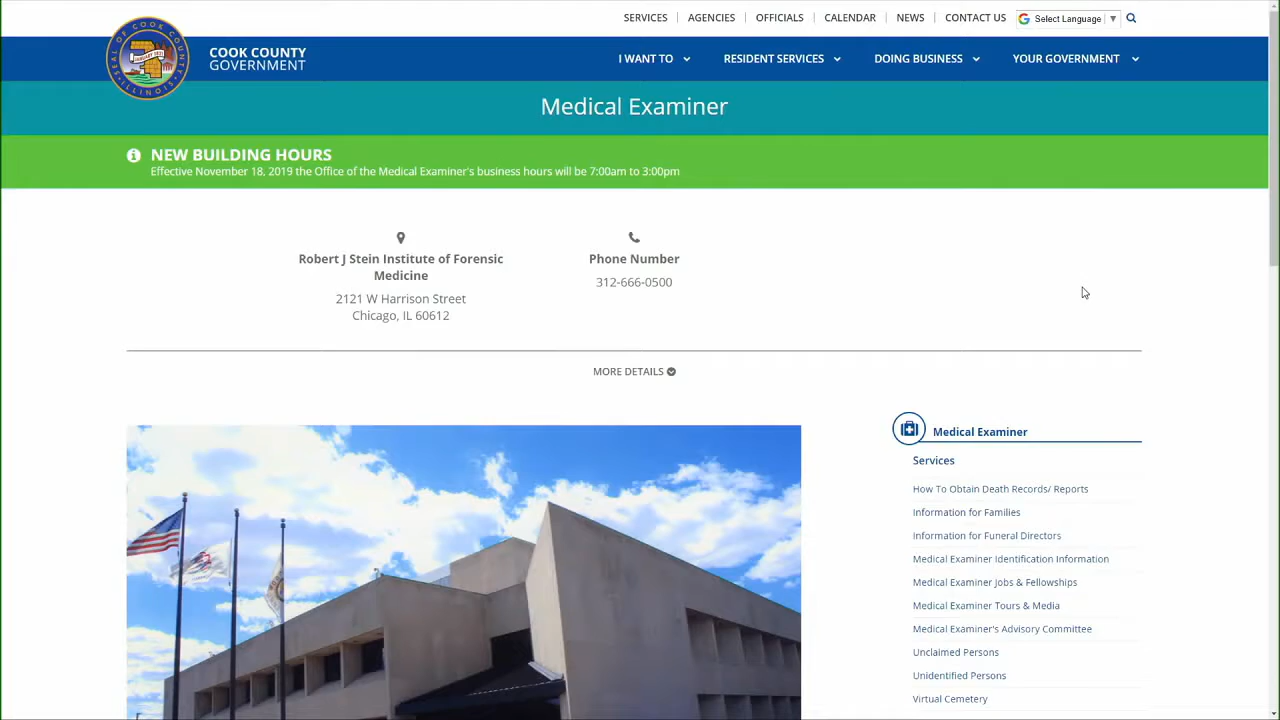 SERVICES
AGENCIES
OFFICIALS
CALENDAR
NEWS
CONTACT US
Select Language
COOK COUNTY
GOVERNMENT
I WANT TO
RESIDENT SERVICES
DOING BUSINESS
YOUR GOVERNMENT
Medical Examiner
NEW BUILDING HOURS
Effective November 18, 2019 the Office of the Medical Examiner's business hours will be 7:00am to 3:00pm
Robert J Stein Institute of Forensic
Medicine
2121 W Harrison Street
Chicago, IL 60612
Phone Number
312-666-0500
MORE DETAILS
Medical Examiner
Services
How To Obtain Death Records/ Reports
Information for Families
Information for Funeral Directors
Medical Examiner Identification Information
Medical Examiner Jobs & Fellowships
Medical Examiner Tours & Media
Medical Examiner's Advisory Committee
Unclaimed Persons
Unidentified Persons
Virtual Cemetery